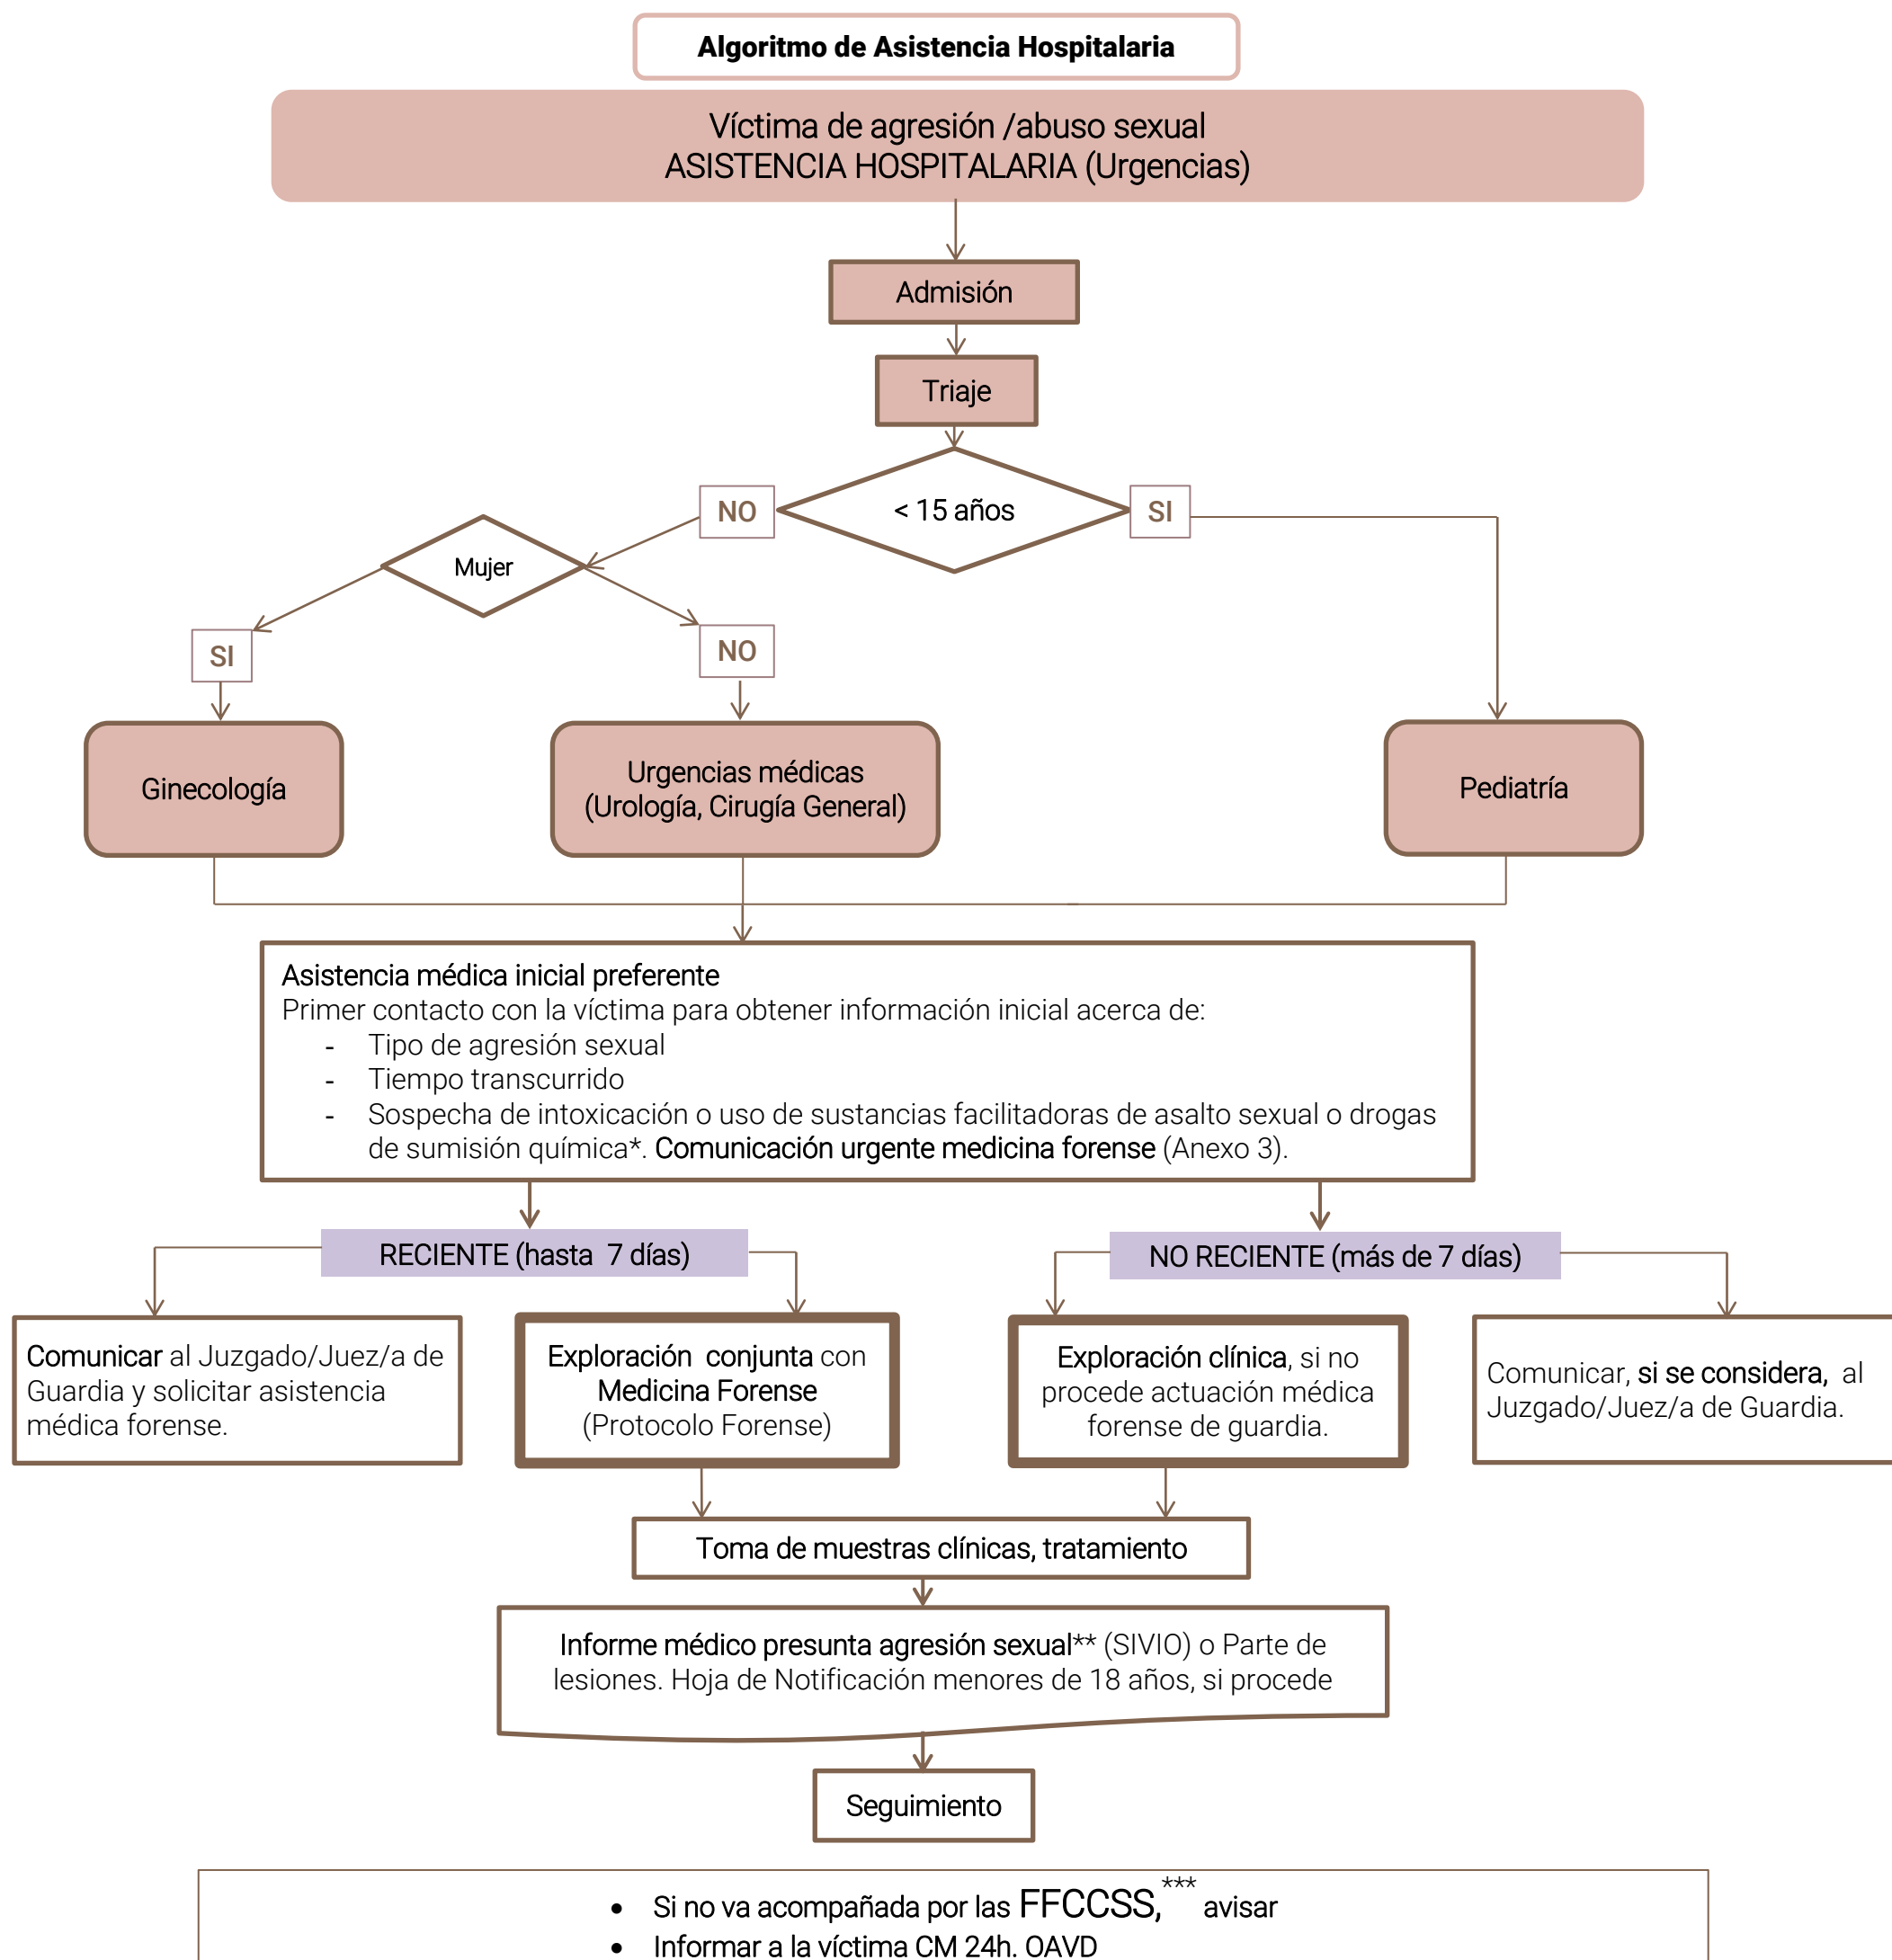 Algoritmo de Asistencia Hospitalaria
Víctima de agresión /abuso sexual
ASISTENCIA HOSPITALARIA (Urgencias)
Admisión
Triaje
< 15 años
NO
SI
Mujer
SI
NO
Ginecología
Urgencias médicas
(Urología, Cirugía General)
Pediatría
Asistencia médica inicial preferente
Primer contacto con la víctima para obtener información inicial acerca de:
- Tipo de agresión sexual
- Tiempo transcurrido
- Sospecha de intoxicación o uso de sustancias facilitadoras de asalto sexual o drogas
de sumisión química*. Comunicación urgente medicina forense (Anexo 3).
RECIENTE (hasta 7 días)
NO RECIENTE (más de 7 días)
Comunicar al Juzgado/Juez/a de
Guardia y solicitar asistencia
médica forense.
Exploración conjunta con
Medicina Forense
(Protocolo Forense)
Exploración clínica, si no
procede actuación médica
forense de guardia.
Comunicar, si se considera, al
Juzgado/Juez/a de Guardia.
Toma de muestras clínicas, tratamiento
Informe médico presunta agresión sexual** (SIVIO) o Parte de
lesiones. Hoja de Notificación menores de 18 años, si procede
Seguimiento
• Si no va acompañada por las FFCCSS,*** avisar
• Informar a la víctima CM 24h. OAVD